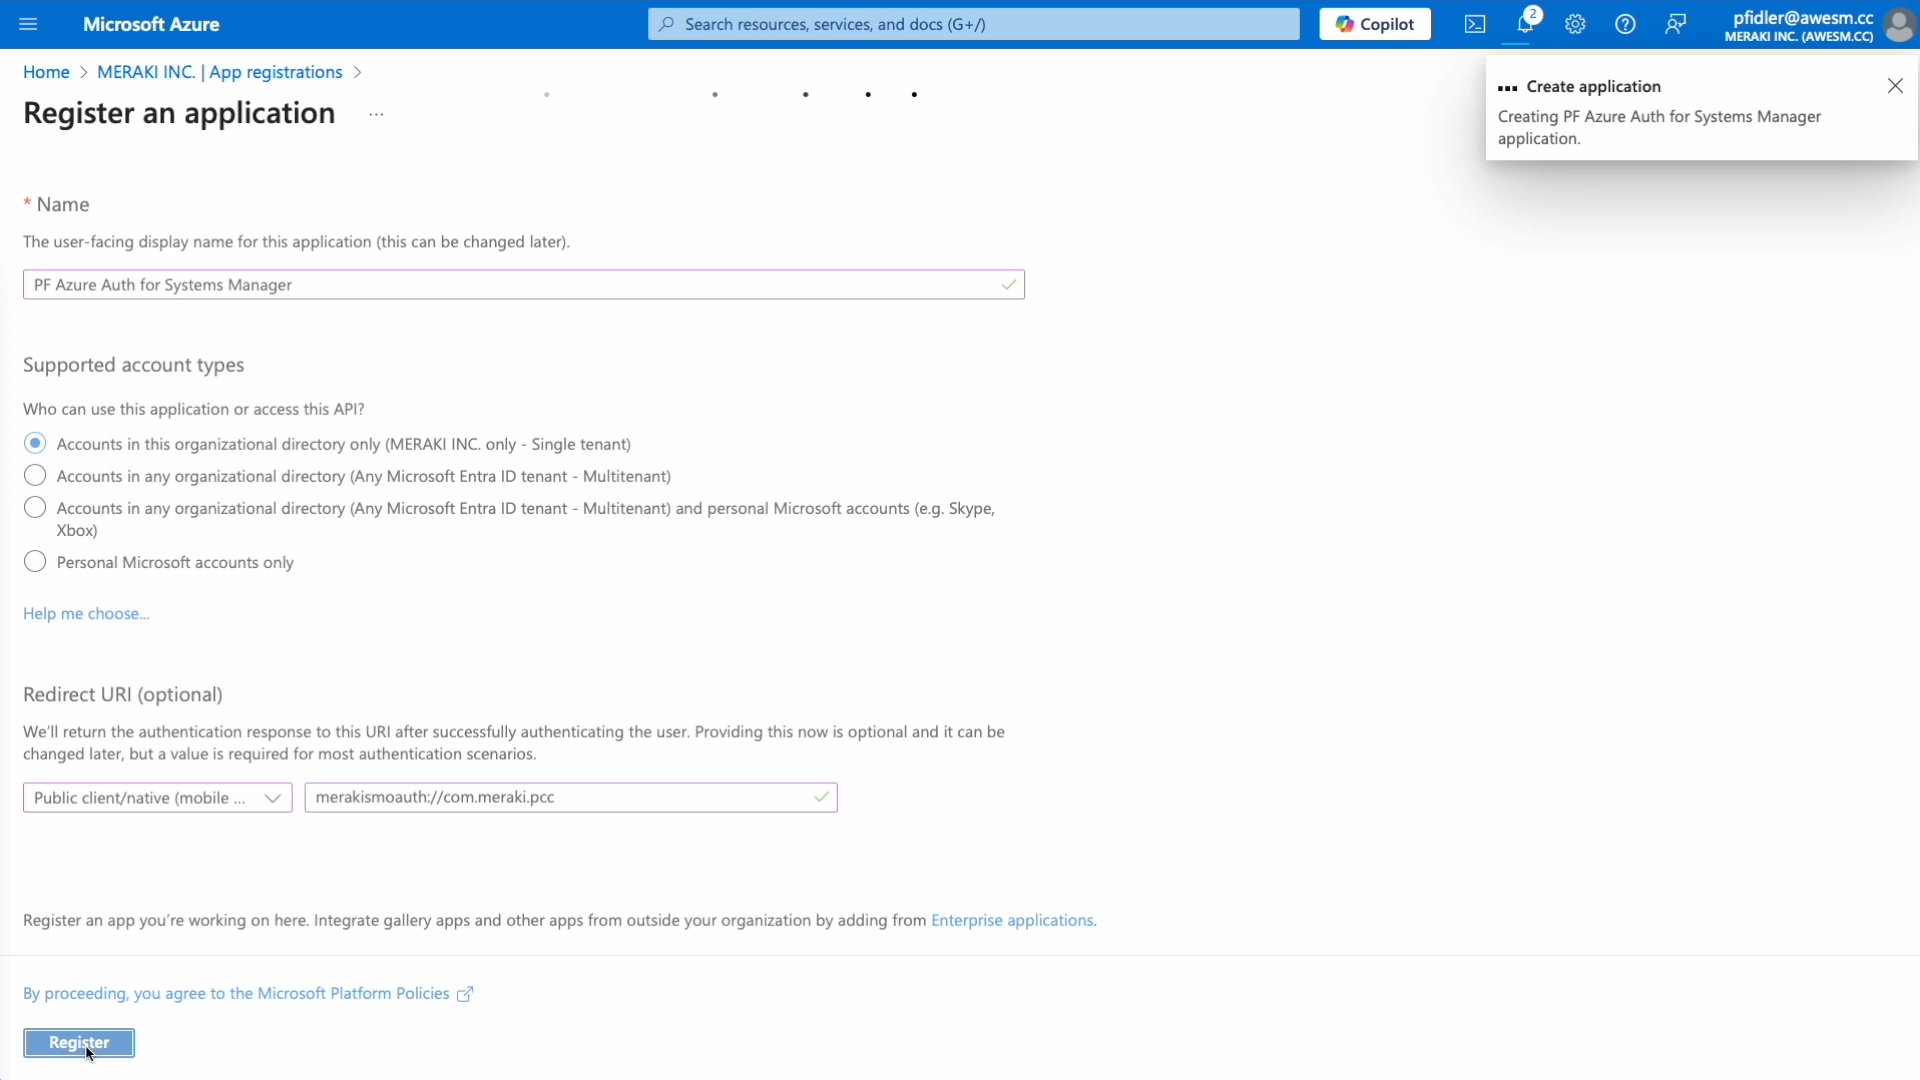 Microsoft Azure
Search resources, services, and docs (G+/)
Copilot
2
pfidler@awesm.cc
MERAKI INC. (AWESM.CC)
Home > MERAKI INC. | App registrations >
Register an application ...
Create application
Creating PF Azure Auth for Systems Manager
application.
* Name
The user-facing display name for this application (this can be changed later).
PF Azure Auth for Systems Manager
Supported account types
Who can use this application or access this API?
Accounts in this organizational directory only (MERAKI INC. only - Single tenant)
Accounts in any organizational directory (Any Microsoft Entra ID tenant - Multitenant)
Accounts in any organizational directory (Any Microsoft Entra ID tenant - Multitenant) and personal Microsoft accounts (e.g. Skype,
Xbox)
Personal Microsoft accounts only
Help me choose...
Redirect URI (optional)
We'll return the authentication response to this URI after successfully authenticating the user. Providing this now is optional and it can be
changed later, but a value is required for most authentication scenarios.
Public client/native (mobile ...
merakismoauth://com.meraki.pcc
Register an app you're working on here. Integrate gallery apps and other apps from outside your organization by adding from Enterprise applications.
By proceeding, you agree to the Microsoft Platform Policies
Register